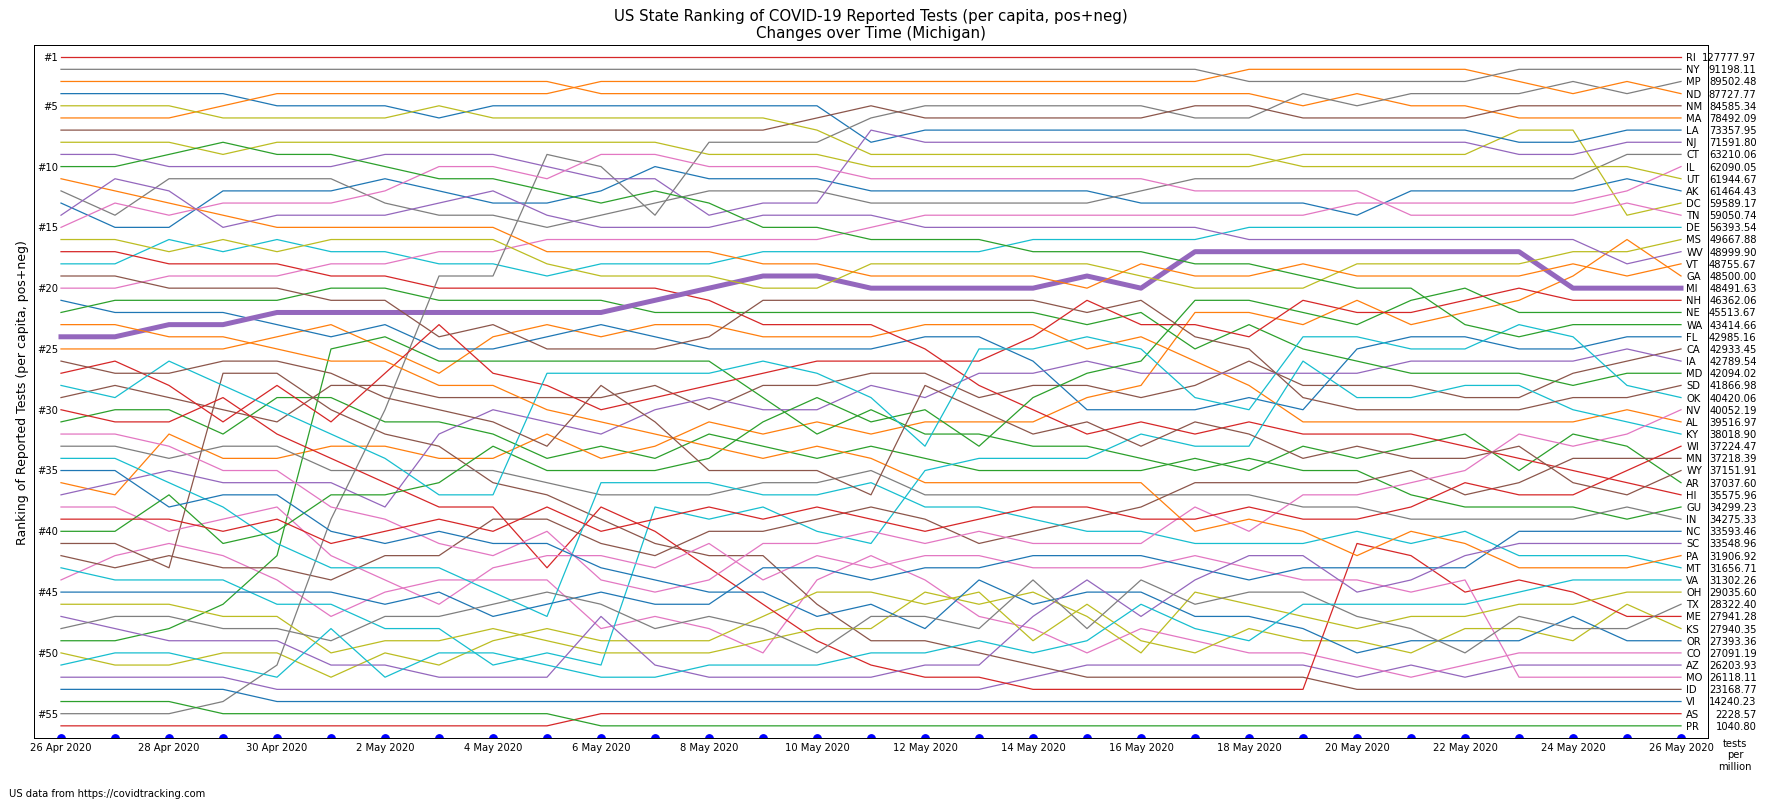 US State Ranking of COVID-19 Reported Tests (per capita, pos+neg)
Changes over Time (Michigan)
Ranking of Reported Tests (per capita, pos+neg)
#1
#5
#10
#15
#20
#25
#30
#35
#40
#45
#50
#55
RI 127777.97
NY 91198.11
MP 89502.48
ND 87727.77
NM 84585.34
MA 78492.09
LA 73357.95
NJ 71591.80
CT 63210.06
IL 62090.05
UT 61944.67
AK 61464.43
DC 59589.17
TN 59050.74
DE 56393.54
MS 49667.88
WV 48999.90
VT 48755.67
GA 48500.00
MI 48491.63
NH 46362.06
NE 45513.67
WA 43414.66
FL 42985.16
CA 42933.45
IA 42789.54
MD 42094.02
SD 41866.98
OK 40420.06
NV 40052.19
AL 39516.97
KY 38018.90
WI 37224.47
MN 37218.39
WY 37151.91
AR 37037.60
HI 35575.96
GU 34299.23
IN 34275.33
NC 33593.46
SC 33548.96
PA 31906.92
MT 31656.71
VA 31302.26
OH 29035.60
TX 28322.40
ME 27941.28
KS 27940.35
OR 27393.36
CO 27091.19
AZ 26203.93
MO 26118.11
ID 23168.77
VI 14240.23
AS 2228.57
PR 1040.80
26 Apr 2020 28 Apr 2020 30 Apr 2020 2 May 2020 4 May 2020 6 May 2020 8 May 2020 10 May 2020 12 May 2020 14 May 2020 16 May 2020 18 May 2020 20 May 2020 22 May 2020 24 May 2020 26 May 2020
tests
per
million
US data from https://covidtracking.com